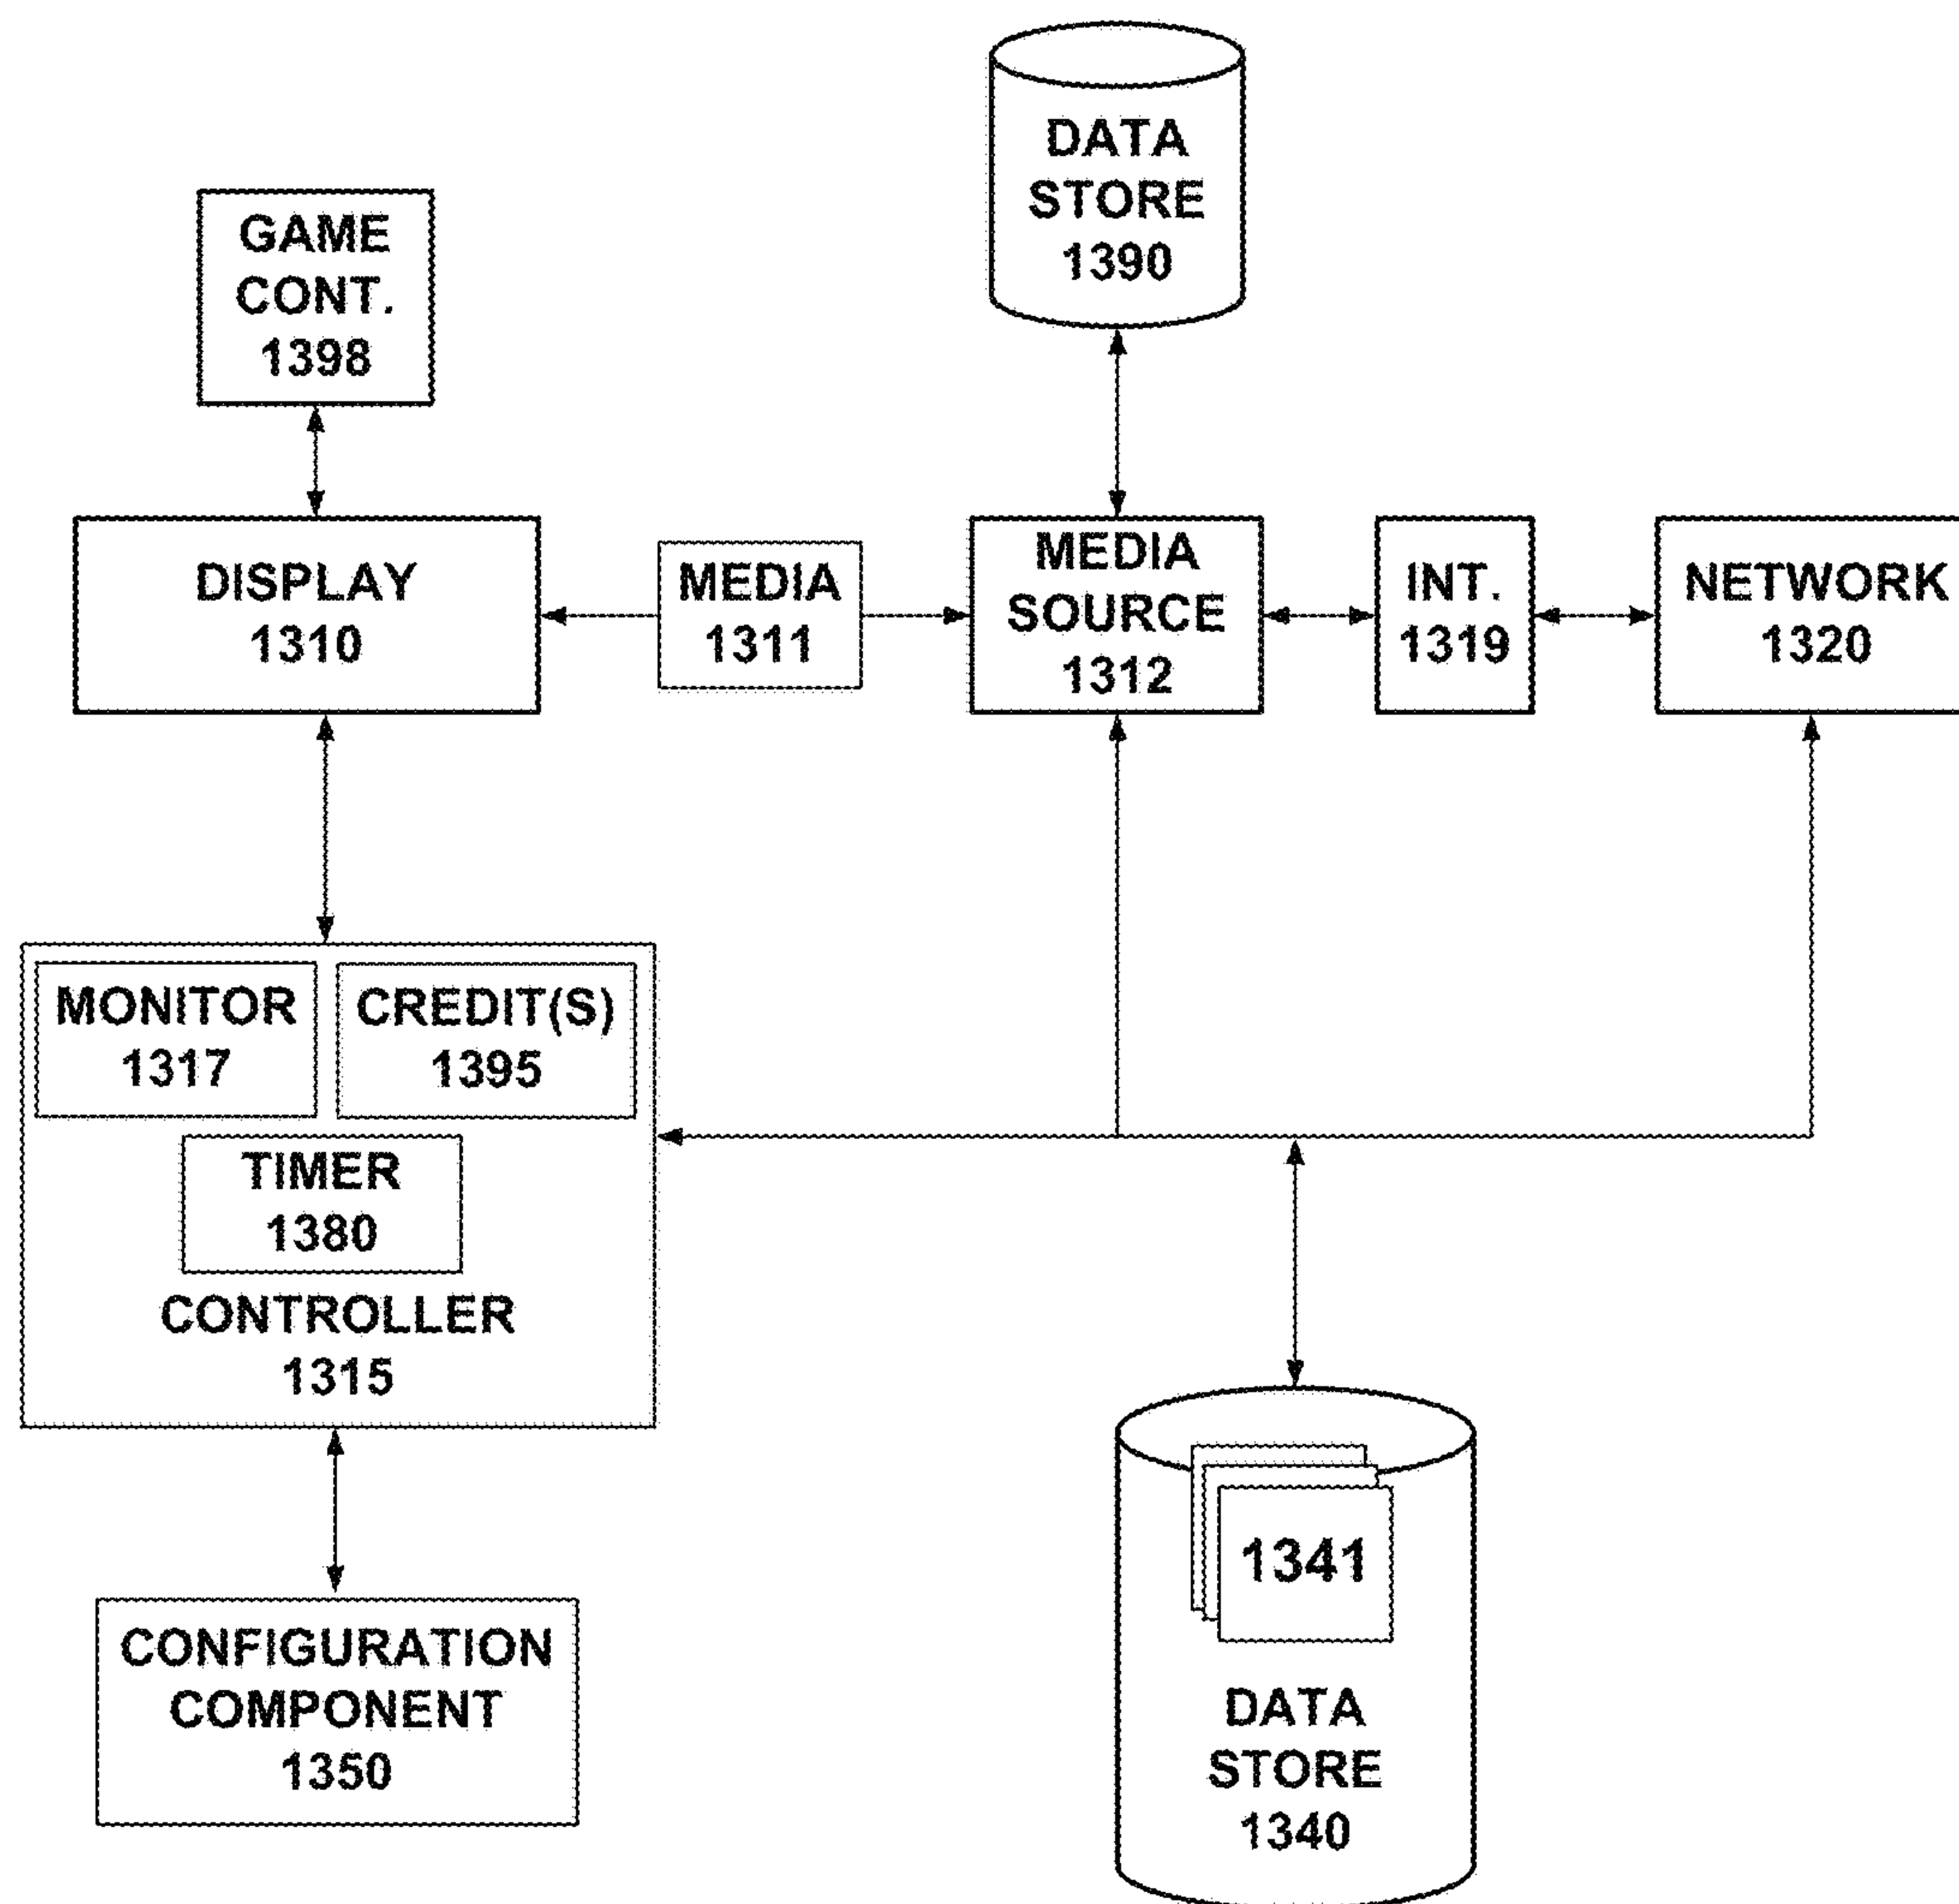 DATA
STORE
1390
GAME
CONT.
1398
DISPLAY
1310
MEDIA
1311
MEDIA
SOURCE
1312
INT.
1319
NETWORK
1320
MONITOR
1317
CREDIT(S)
1395
TIMER
1380
CONTROLLER
1315
CONFIGURATION
COMPONENT
1350
1341
DATA
STORE
1340